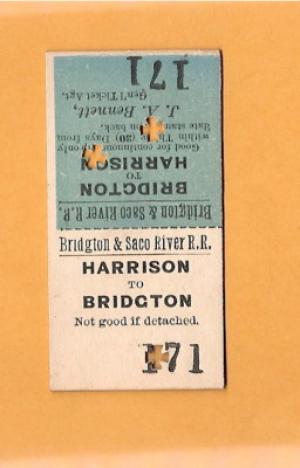 171
J. A. Bennett,
Gen'l Ticket Agt.
Good for continuous only
within Thirty (30) Days from
date stamped on back.
BRIDGTON
TO
HARRISON
Bridgton & Saco River R.R.
Bridgton & Saco River R.R.
HARRISON
TO
BRIDGTON
Not good if detached.
171